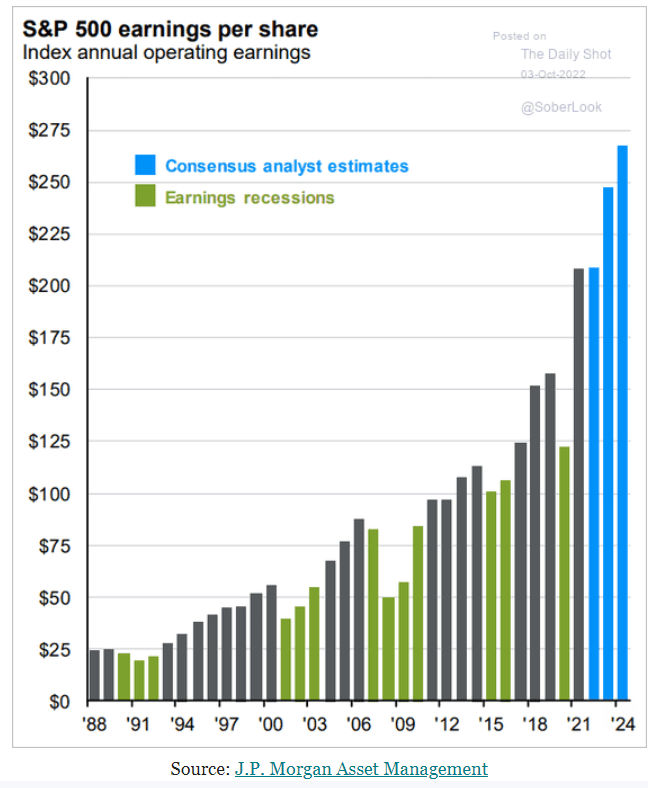 S&P 500 earnings per share
Index annual operating earnings
Posted on
The Daily Shot
03-Oct-2022
@SoberLook
$300
$275
$250
$225
$200
$175
$150
$125
$100
$75
$50
$25
$0
Consensus analyst estimates
Earnings recessions
'88 '91 '94 '97 '00 '03 '06 '09 '12 '15 '18 '21 '24
Source: J.P. Morgan Asset Management